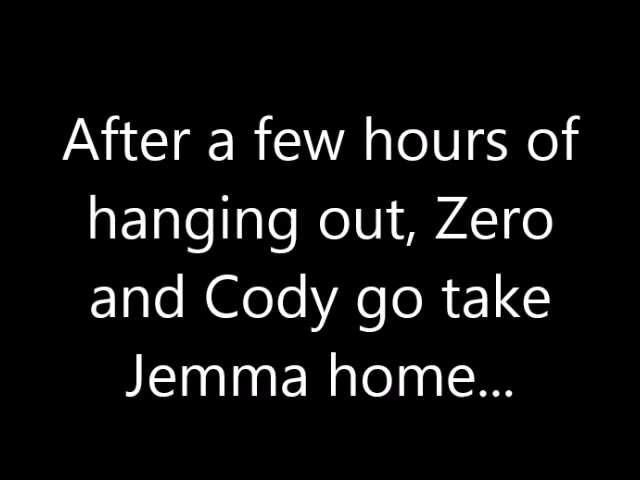 After a few hours of
hanging out, Zero
and Cody go take
Jemma home...